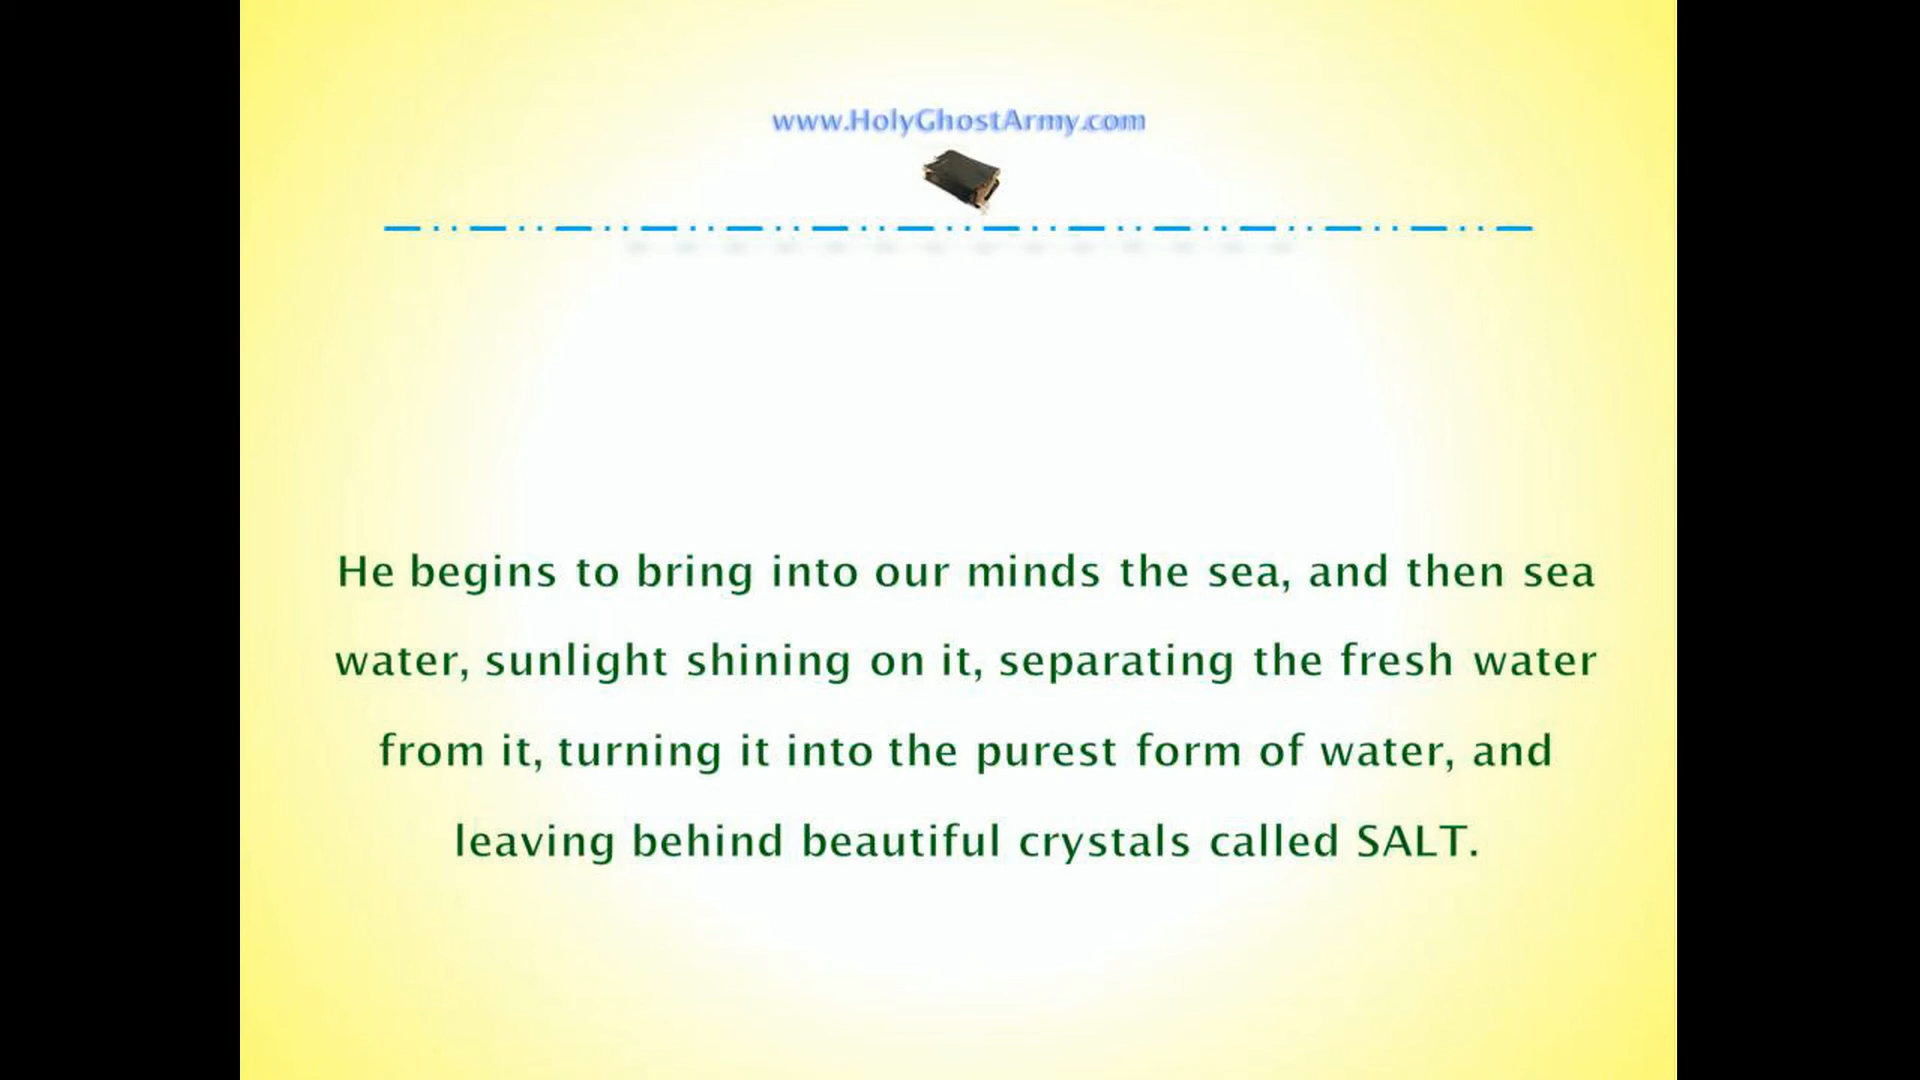 www.HolyGhostArmy.com
He begins to bring into our minds the sea, and then sea
water, sunlight shining on it, separating the fresh water
from it, turning it into the purest form of water, and
leaving behind beautiful crystals called SALT.